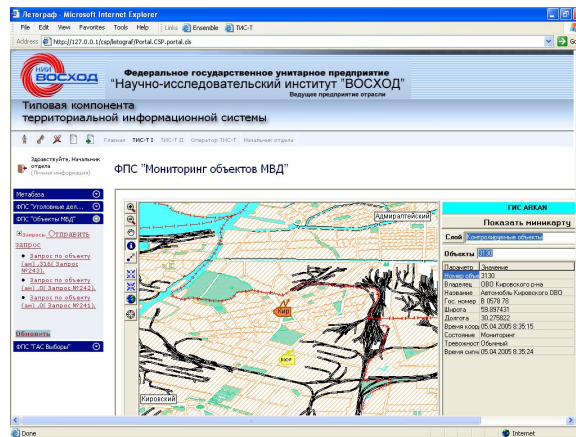 Летограф - Microsoft Internet Explorer
File Edit View Favorites Tools Help Links Ensemble ТИС-Т
Address http://127.0.0.1/csp/letograf/Portal.CSP.portal.cls Go
НИИ
ВОСХОД
Федеральное государственное унитарное предприятие
"Научно-исследовательский институт "ВОСХОД"
Ведущее предприятие отрасли
Типовая компонента
территориальной информационной системы
Главная ТИС-Т I ТИС-Т II Оператор ТИС-Т Начальник отдела
Здравствуйте, Начальник
отдела
(Личная информация)
ФПС "Мониторинг объектов МВД"
Метабаза
ФПС "Уголовные дел...
ФПС "Объекты МВД"
Запросы Отправить
запрос
Запрос по объекту
(ам) ,316( Запрос
№243).
Запрос по объекту
(ам) ,0( Запрос №242).
Запрос по объекту
(ам) ,0( Запрос №241).
Обновить
ФПС "ГАС Выборы"
Адмиралтейский
Кир
Кировский
ГИС ARKAN
Показать миникарту
Слой Контролируемые объекты
Объекты 3130
Параметр Значение
Номер объе 3130
Владелец ОВО Кировского р-на
Название Автомобиль Кировского ОВО
Гос. номер В 0578 78
Широта 59.897431
Долгота 30.275822
Время коорд 05.04.2005 8:35:15
Состояние Мониторинг
Тревожност Обычный
Время сигна 05.04.2005 8:35:24
Done Internet